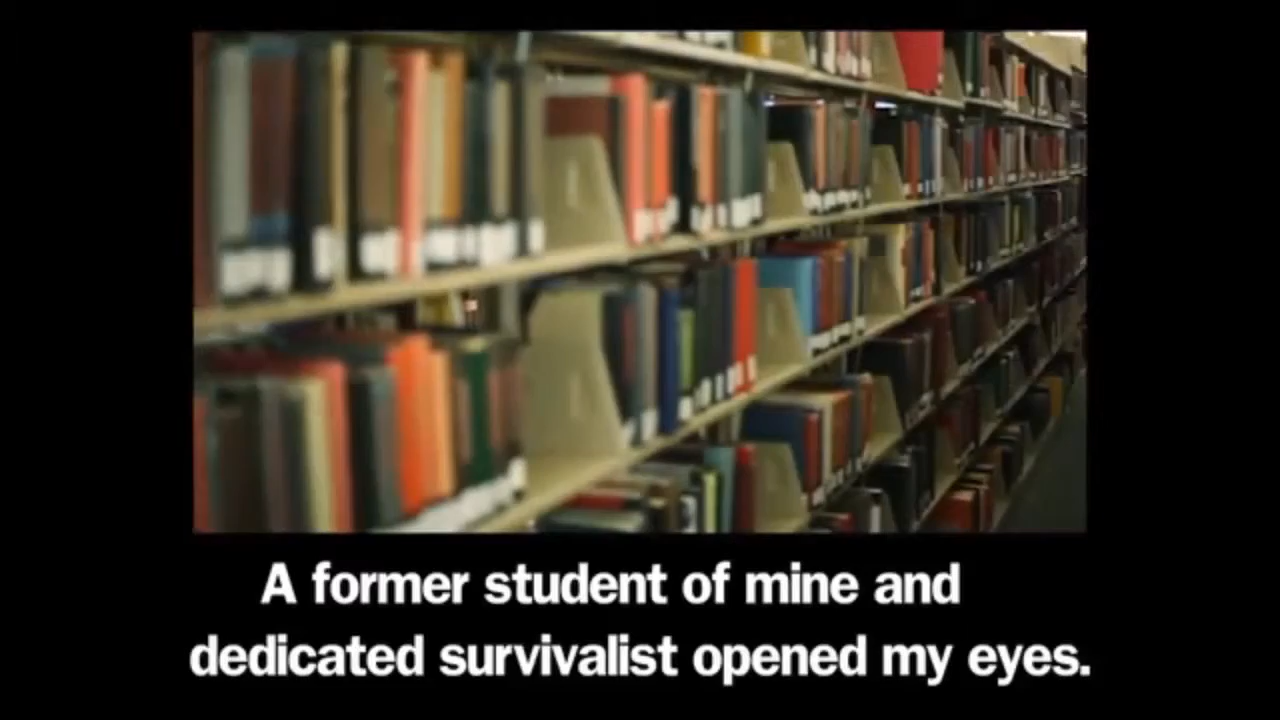 A former student of mine and
dedicated survivalist opened my eyes.